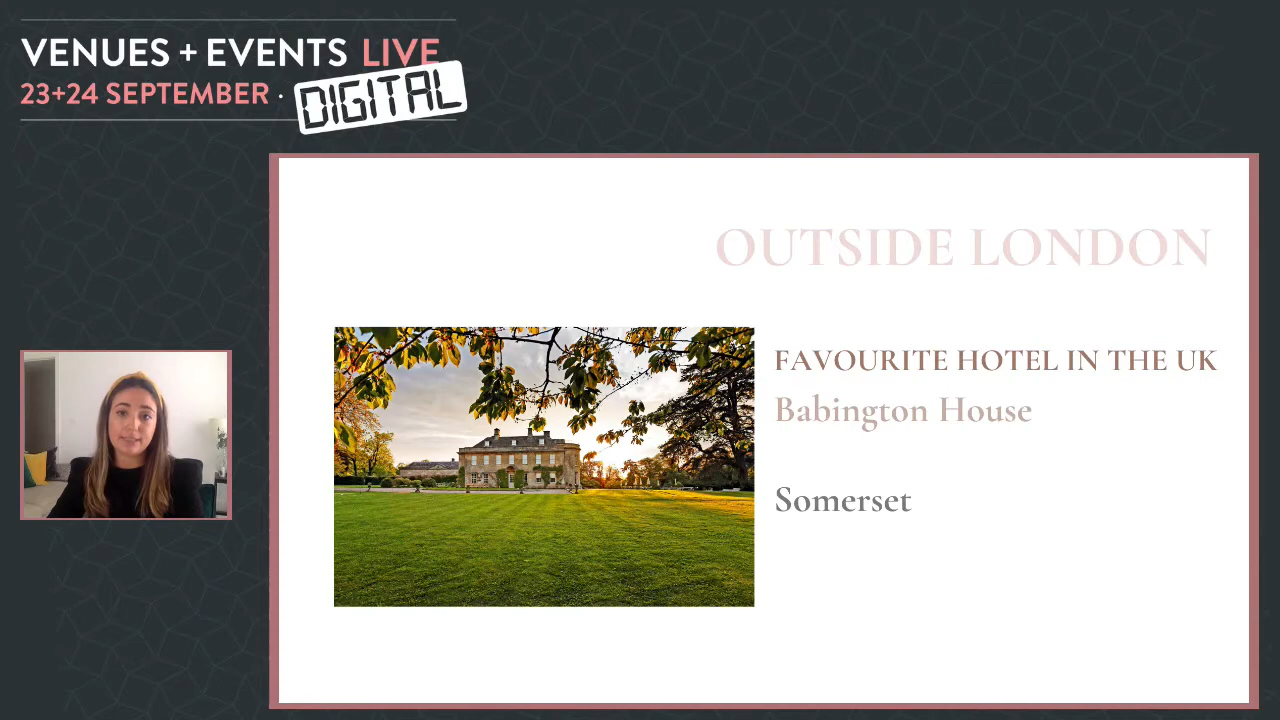 VENUES + EVENTS LIVE
23+24 SEPTEMBER · DIGITAL
OUTSIDE LONDON
FAVOURITE HOTEL IN THE UK
Babington House
Somerset